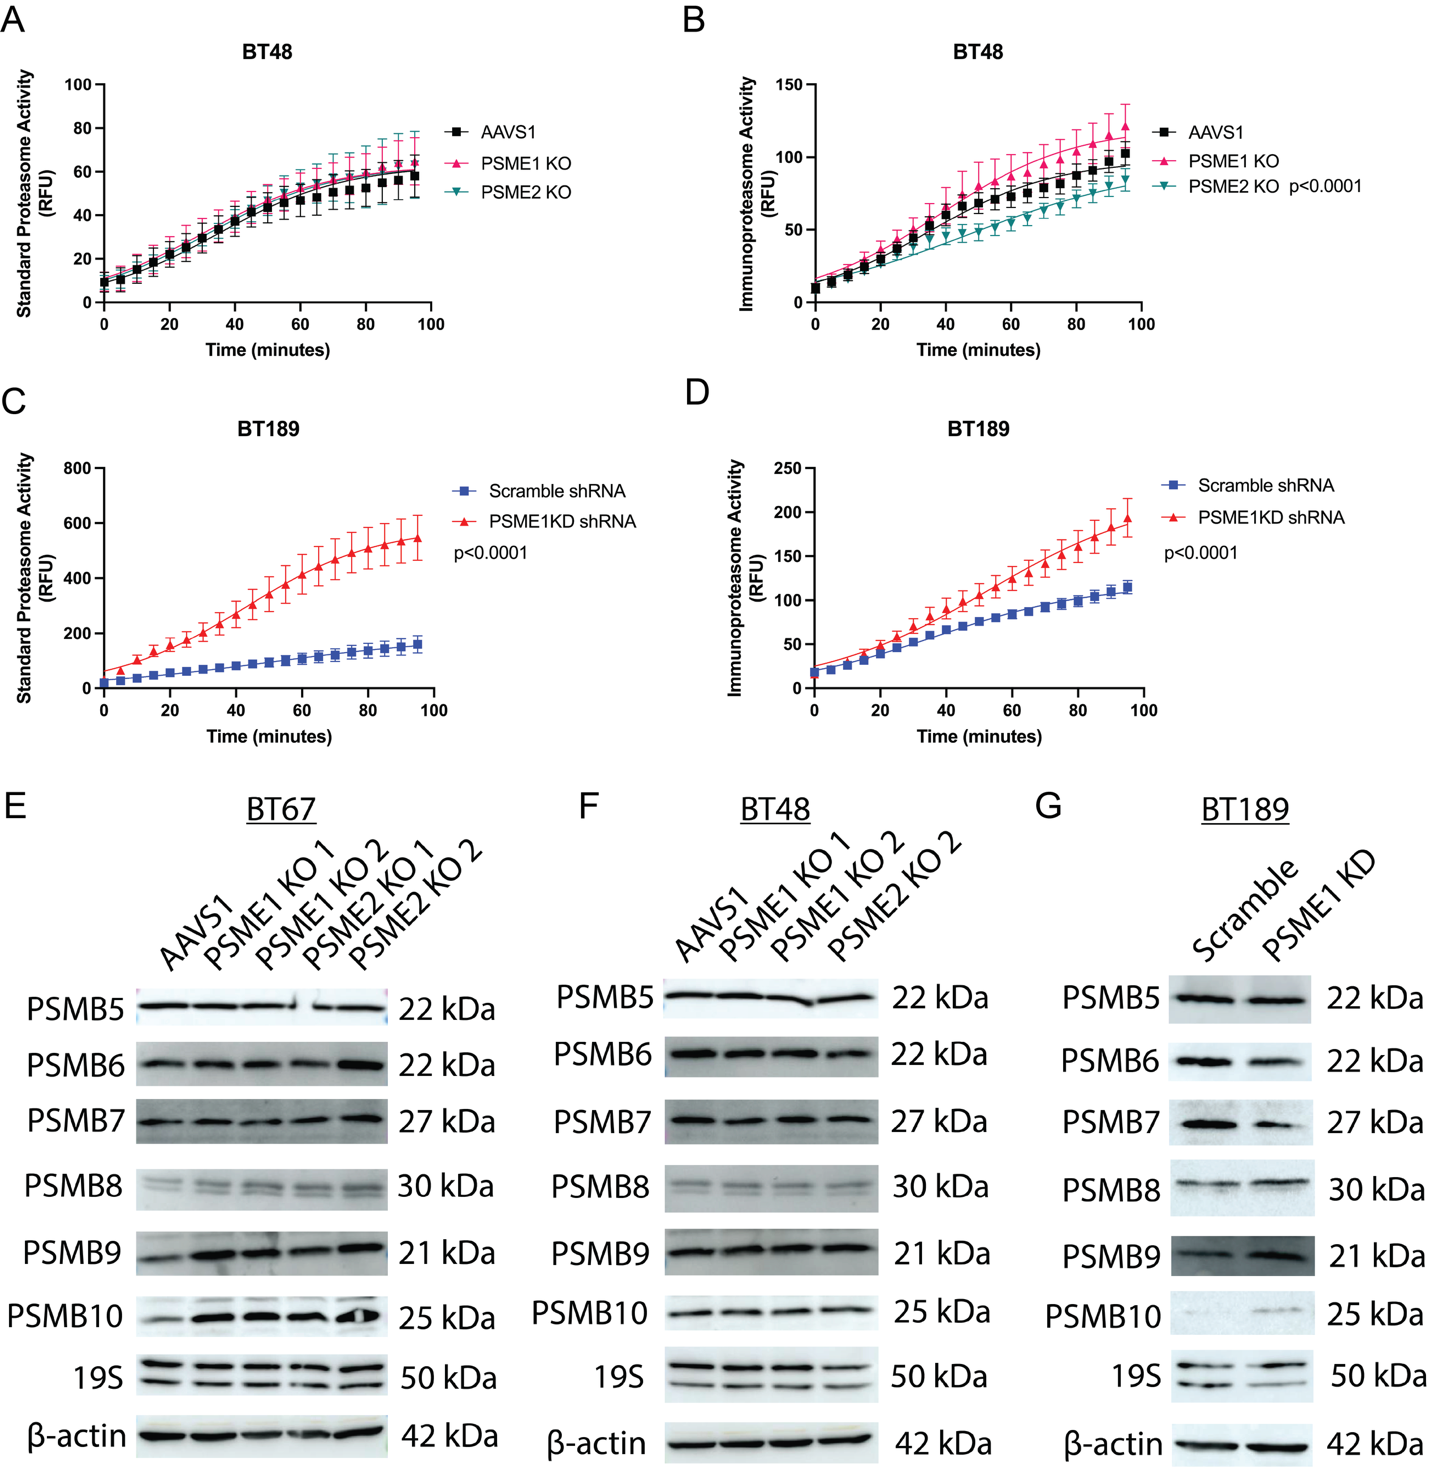 A
BT48
Standard Proteasome Activity
(RFU)
100
80
60
40
20
0
0 20 40 60 80 100
Time (minutes)
AAVS1
PSME1 KO
PSME2 KO
B
BT48
Immunoproteasome Activity
(RFU)
150
100
50
0
0 20 40 60 80 100
Time (minutes)
AAVS1
PSME1 KO
PSME2 KO p<0.0001
C
BT189
Standard Proteasome Activity
(RFU)
800
600
400
200
0
0 20 40 60 80 100
Time (minutes)
Scramble shRNA
PSME1KD shRNA
p<0.0001
D
BT189
Immunoproteasome Activity
(RFU)
250
200
150
100
50
0
0 20 40 60 80 100
Time (minutes)
Scramble shRNA
PSME1KD shRNA
p<0.0001
E
BT67
AAVS1
PSME1 KO 1
PSME1 KO 2
PSME2 KO 1
PSME2 KO 2
PSMB5 22 kDa
PSMB6 22 kDa
PSMB7 27 kDa
PSMB8 30 kDa
PSMB9 21 kDa
PSMB10 25 kDa
19S 50 kDa
β-actin 42 kDa
F
BT48
AAVS1
PSME1 KO 1
PSME1 KO 2
PSME2 KO 2
PSMB5 22 kDa
PSMB6 22 kDa
PSMB7 27 kDa
PSMB8 30 kDa
PSMB9 21 kDa
PSMB10 25 kDa
19S 50 kDa
β-actin 42 kDa
G
BT189
Scramble
PSME1 KD
PSMB5 22 kDa
PSMB6 22 kDa
PSMB7 27 kDa
PSMB8 30 kDa
PSMB9 21 kDa
PSMB10 25 kDa
19S 50 kDa
β-actin 42 kDa